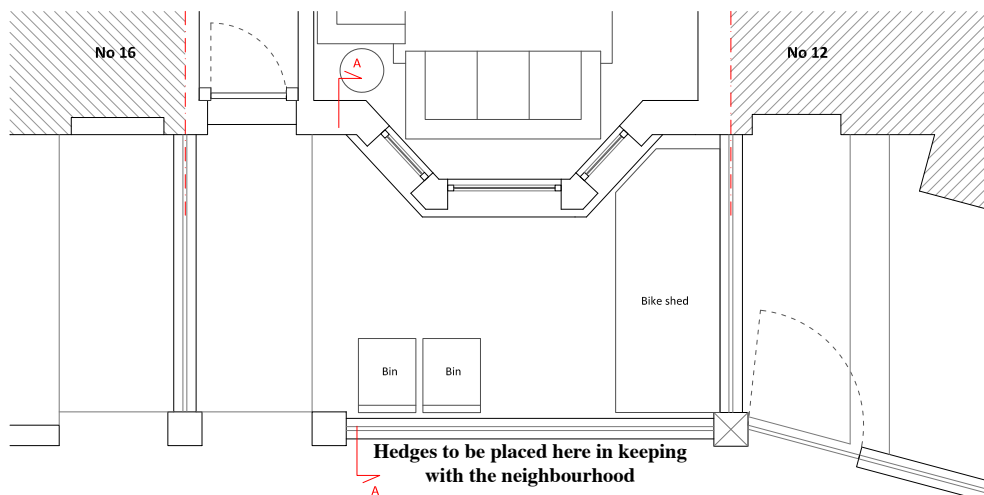 No 16
No 12
A
Bike shed
Bin
Bin
Hedges to be placed here in keeping
with the neighbourhood
A